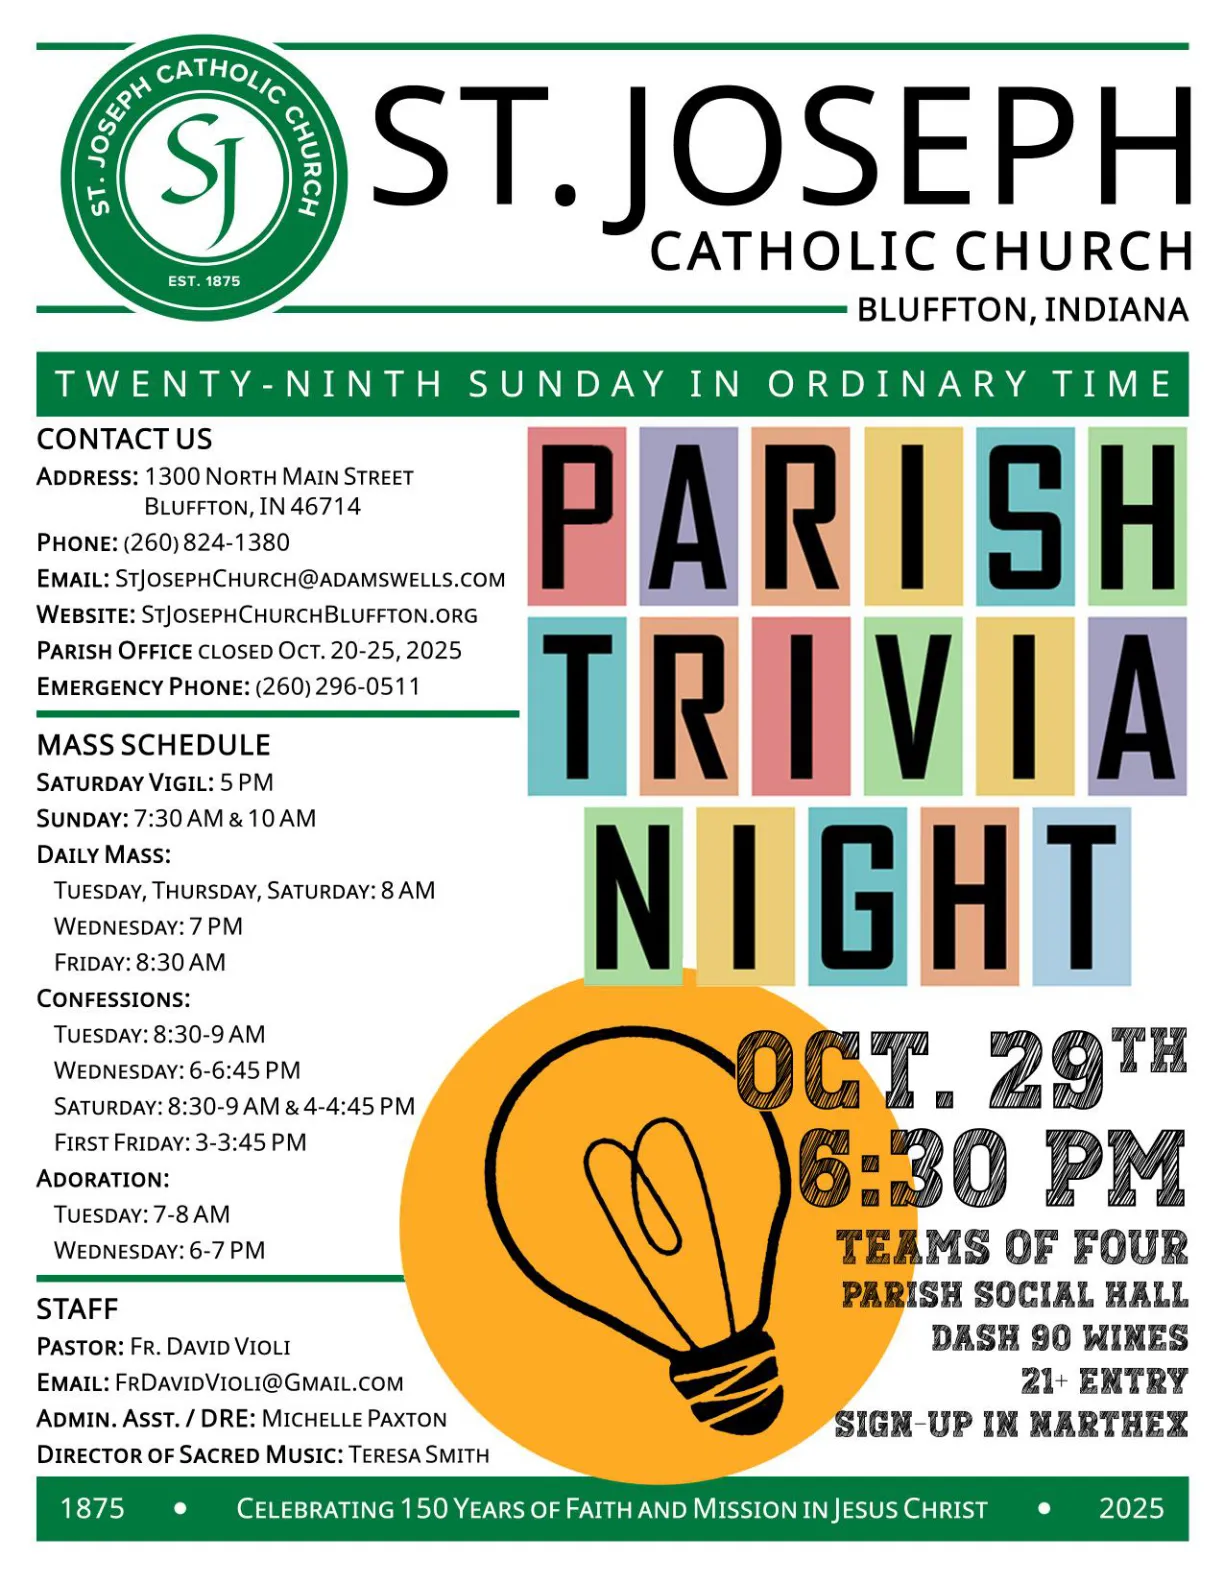 ST. JOSEPH CATHOLIC CHURCH
SJ
EST. 1875
ST. JOSEPH
CATHOLIC CHURCH
BLUFFTON, INDIANA
TWENTY-NINTH SUNDAY IN ORDINARY TIME
CONTACT US
ADDRESS: 1300 NORTH MAIN STREET
BLUFFTON, IN 46714
PHONE: (260) 824-1380
EMAIL: STJOSEPHCHURCH@ADAMSWELLS.COM
WEBSITE: STJOSEPHCHURCHBLUFFTON.ORG
PARISH OFFICE CLOSED OCT. 20-25, 2025
EMERGENCY PHONE: (260) 296-0511
MASS SCHEDULE
SATURDAY VIGIL: 5 PM
SUNDAY: 7:30 AM & 10 AM
DAILY MASS:
TUESDAY, THURSDAY, SATURDAY: 8 AM
WEDNESDAY: 7 PM
FRIDAY: 8:30 AM
CONFESSIONS:
TUESDAY: 8:30-9 AM
WEDNESDAY: 6-6:45 PM
SATURDAY: 8:30-9 AM & 4-4:45 PM
FIRST FRIDAY: 3-3:45 PM
ADORATION:
TUESDAY: 7-8 AM
WEDNESDAY: 6-7 PM
STAFF
PASTOR: FR. DAVID VIOLI
EMAIL: FRDAVIDVIOLI@GMAIL.COM
ADMIN. ASST. / DRE: MICHELLE PAXTON
DIRECTOR OF SACRED MUSIC: TERESA SMITH
PARISH
TRIVIA
NIGHT
OCT. 29TH
6:30 PM
TEAMS OF FOUR
PARISH SOCIAL HALL
DASH 90 WINES
21+ ENTRY
SIGN-UP IN NARTHEX
1875 • CELEBRATING 150 YEARS OF FAITH AND MISSION IN JESUS CHRIST • 2025